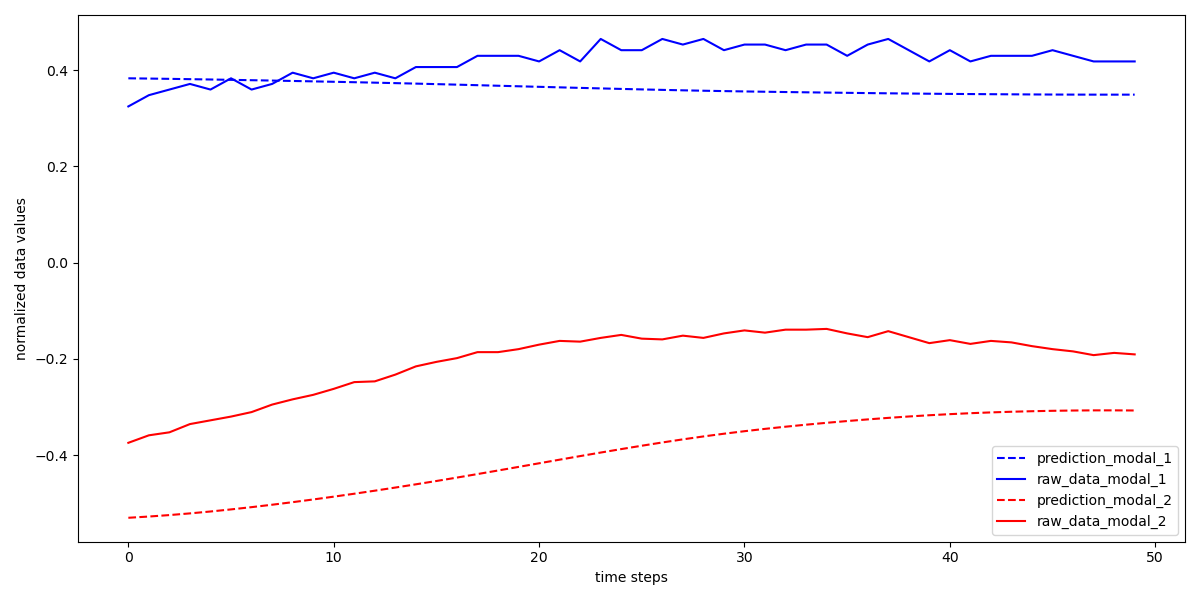 0.4
0.2
0.0
−0.2
−0.4
normalized data values
0
10
20
30
40
50
time steps
prediction_modal_1
raw_data_modal_1
prediction_modal_2
raw_data_modal_2